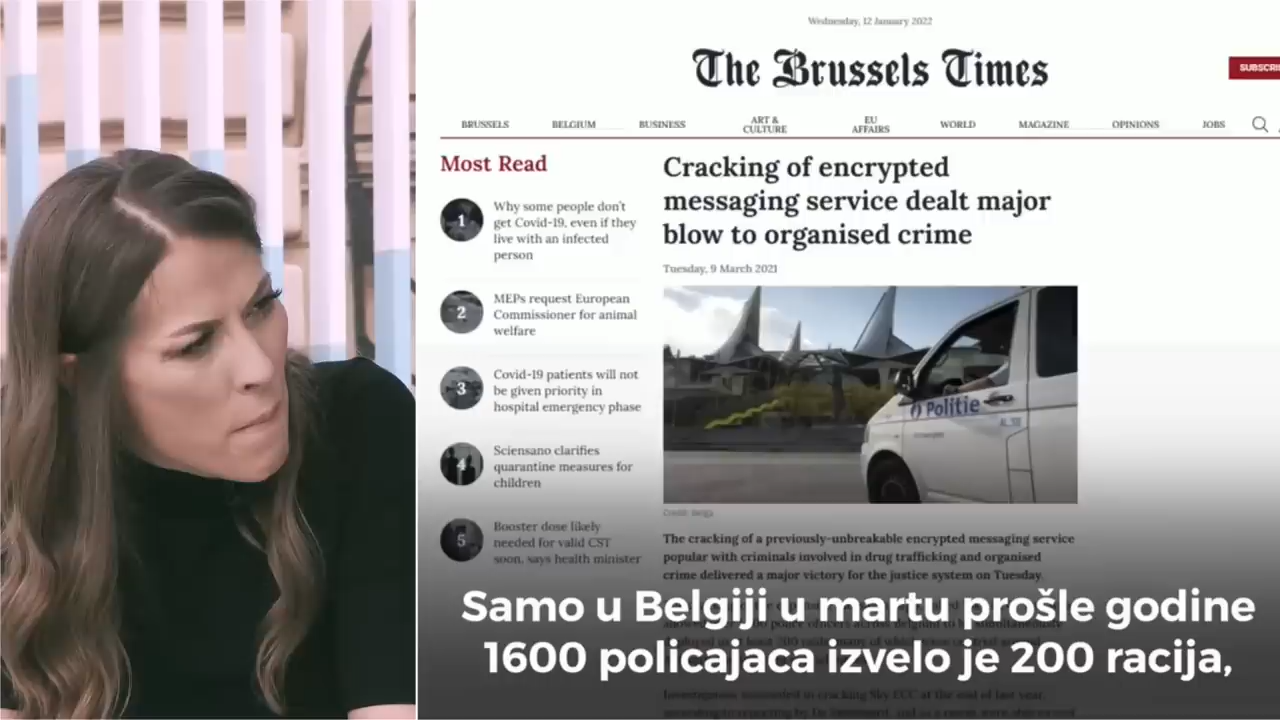 Wednesday, 12 January 2022
The Brussels Times
SUBSCRI
BRUSSELS
BELGIUM
BUSINESS
ART &
CULTURE
EU
AFFAIRS
WORLD
MAGAZINE
OPINIONS
JOBS
Most Read
1
Why some people don't
get Covid-19, even if they
live with an infected
person
2
MEPs request European
Commissioner for animal
welfare
3
Covid-19 patients will not
be given priority in
hospital emergency phase
4
Sciensano clarifies
quarantine measures for
children
5
Booster dose likely
needed for valid CST
soon, says health minister
Cracking of encrypted
messaging service dealt major
blow to organised crime
Tuesday, 9 March 2021
Politie
Credit: Belga
The cracking of a previously-unbreakable encrypted messaging service
popular with criminals involved in drug trafficking and organised
crime delivered a major victory for the justice system on Tuesday.
Samo u Belgiji u martu prošle godine
1600 policajaca izvelo je 200 racija,